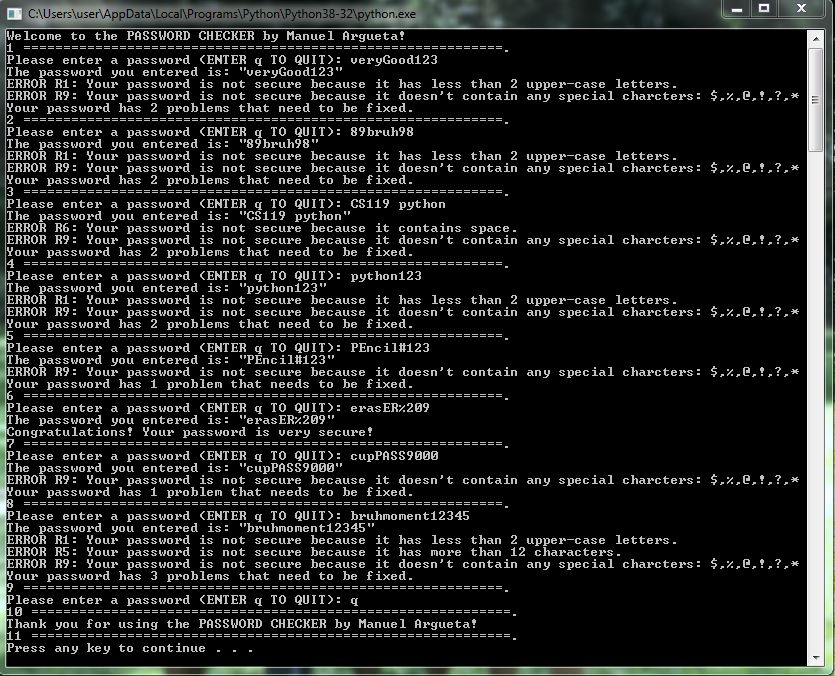 C:\Users\user\AppData\Local\Programs\Python\Python38-32\python.exe
Welcome to the PASSWORD CHECKER by Manuel Argueta!
1 =========================================================.
Please enter a password (ENTER q TO QUIT): veryGood123
The password you entered is: "veryGood123"
ERROR R1: Your password is not secure because it has less than 2 upper-case letters.
ERROR R9: Your password is not secure because it doesn't contain any special charcters: $,%,@,!,?,*
Your password has 2 problems that need to be fixed.
2 =========================================================.
Please enter a password (ENTER q TO QUIT): 89bruh98
The password you entered is: "89bruh98"
ERROR R1: Your password is not secure because it has less than 2 upper-case letters.
ERROR R9: Your password is not secure because it doesn't contain any special charcters: $,%,@,!,?,*
Your password has 2 problems that need to be fixed.
3 =========================================================.
Please enter a password (ENTER q TO QUIT): CS119 python
The password you entered is: "CS119 python"
ERROR R6: Your password is not secure because it contains space.
ERROR R9: Your password is not secure because it doesn't contain any special charcters: $,%,@,!,?,*
Your password has 2 problems that need to be fixed.
4 =========================================================.
Please enter a password (ENTER q TO QUIT): python123
The password you entered is: "python123"
ERROR R1: Your password is not secure because it has less than 2 upper-case letters.
ERROR R9: Your password is not secure because it doesn't contain any special charcters: $,%,@,!,?,*
Your password has 2 problems that need to be fixed.
5 =========================================================.
Please enter a password (ENTER q TO QUIT): PEncil#123
The password you entered is: "PEncil#123"
ERROR R9: Your password is not secure because it doesn't contain any special charcters: $,%,@,!,?,*
Your password has 1 problem that needs to be fixed.
6 =========================================================.
Please enter a password (ENTER q TO QUIT): erasER%209
The password you entered is: "erasER%209"
Congratulations! Your password is very secure!
7 =========================================================.
Please enter a password (ENTER q TO QUIT): cupPASS9000
The password you entered is: "cupPASS9000"
ERROR R9: Your password is not secure because it doesn't contain any special charcters: $,%,@,!,?,*
Your password has 1 problem that needs to be fixed.
8 =========================================================.
Please enter a password (ENTER q TO QUIT): bruhmoment12345
The password you entered is: "bruhmoment12345"
ERROR R1: Your password is not secure because it has less than 2 upper-case letters.
ERROR R5: Your password is not secure because it has more than 12 characters.
ERROR R9: Your password is not secure because it doesn't contain any special charcters: $,%,@,!,?,*
Your password has 3 problems that need to be fixed.
9 =========================================================.
Please enter a password (ENTER q TO QUIT): q
10 =========================================================.
Thank you for using the PASSWORD CHECKER by Manuel Argueta!
11 =========================================================.
Press any key to continue . . .